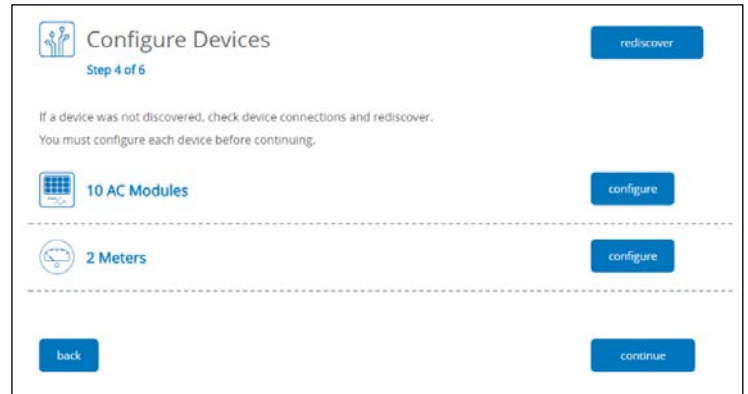 Configure Devices
rediscover
Step 4 of 6
If a device was not discovered, check device connections and rediscover.
You must configure each device before continuing.
10 AC Modules
configure
2 Meters
configure
back
continue